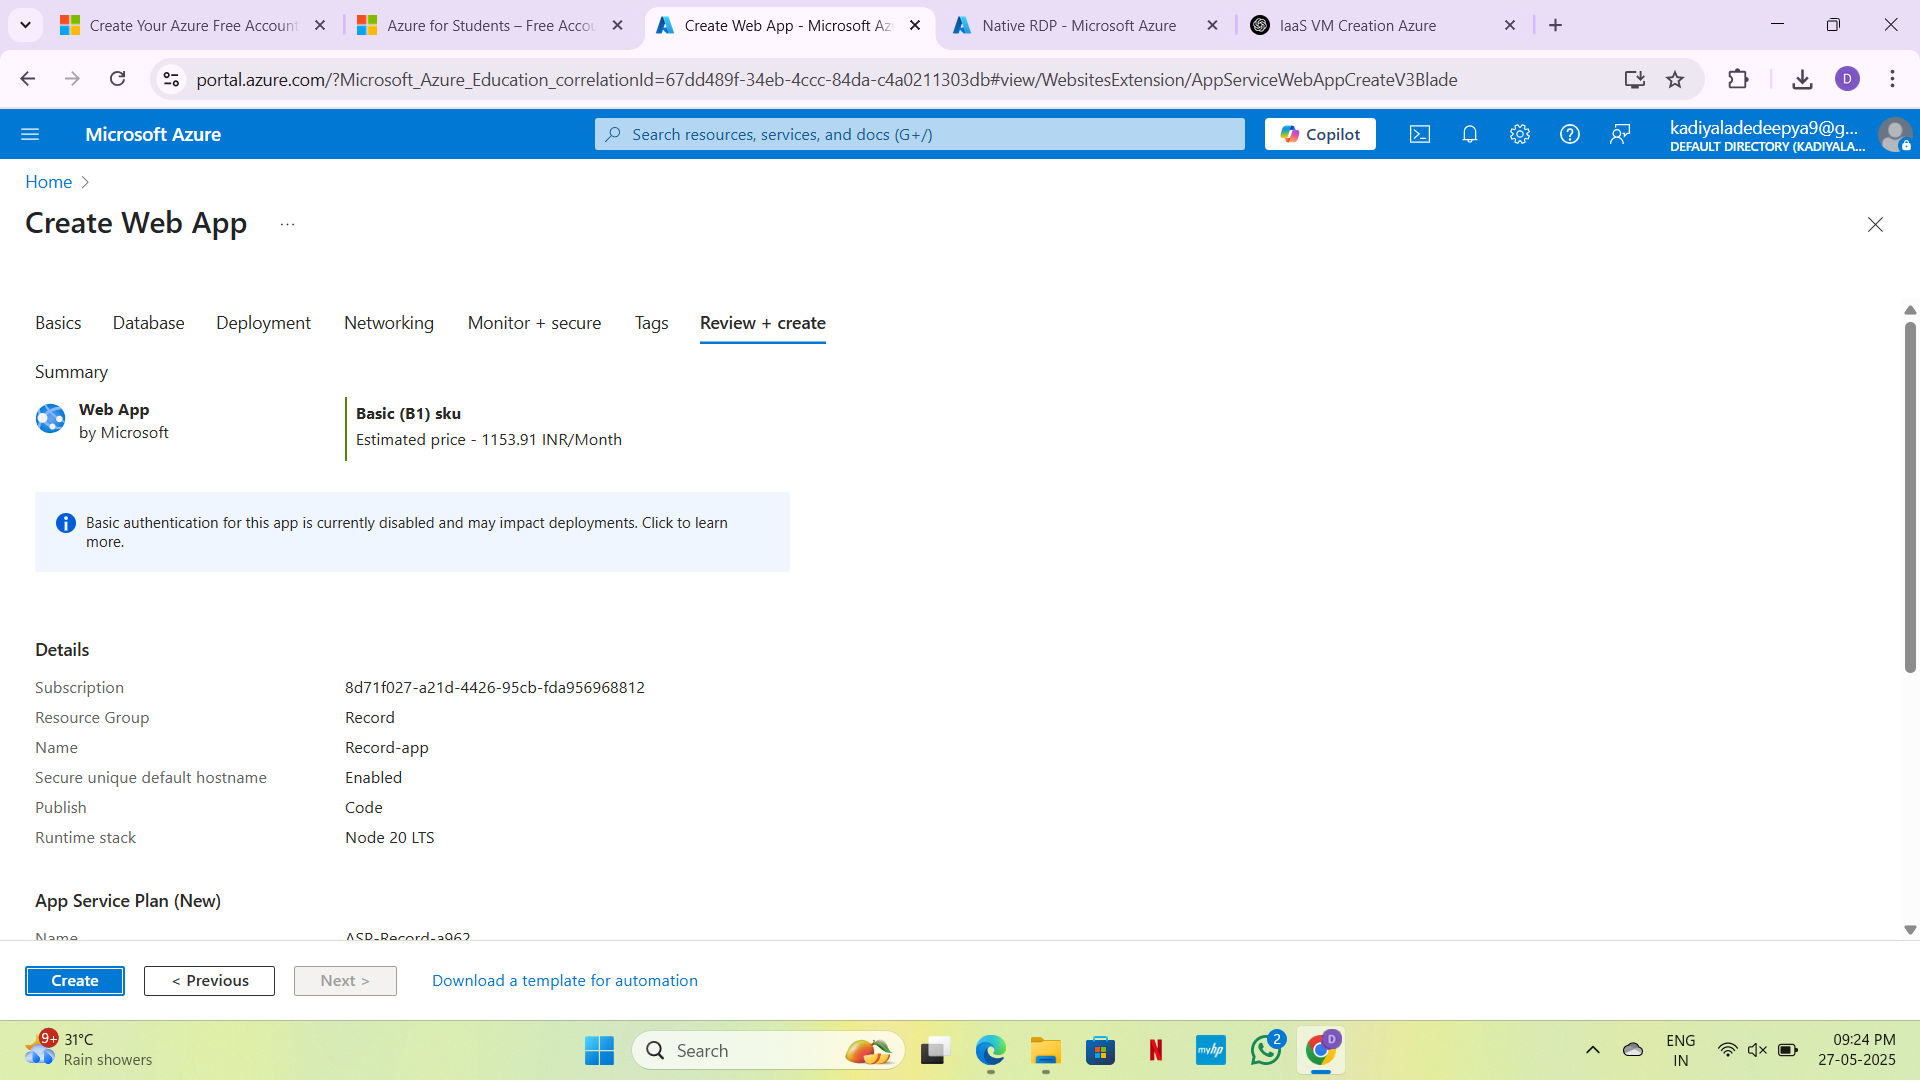 Create Your Azure Free Account
Azure for Students – Free Accou
Create Web App - Microsoft Az
Native RDP - Microsoft Azure
IaaS VM Creation Azure
portal.azure.com/?Microsoft_Azure_Education_correlationId=67dd489f-34eb-4ccc-84da-c4a0211303db#view/WebsitesExtension/AppServiceWebAppCreateV3Blade
D
Microsoft Azure
Search resources, services, and docs (G+/)
Copilot
kadiyaladedeepya9@g...
DEFAULT DIRECTORY (KADIYALA...
Home
Create Web App
...
Basics
Database
Deployment
Networking
Monitor + secure
Tags
Review + create
Summary
Web App
by Microsoft
Basic (B1) sku
Estimated price - 1153.91 INR/Month
Basic authentication for this app is currently disabled and may impact deployments. Click to learn
more.
Details
Subscription 8d71f027-a21d-4426-95cb-fda956968812
Resource Group Record
Name Record-app
Secure unique default hostname Enabled
Publish Code
Runtime stack Node 20 LTS
App Service Plan (New)
Name ASP-Record-a962
Create
< Previous
Next >
Download a template for automation
9+
31°C
Rain showers
Search
N
myhp
2
D
ENG
IN
09:24 PM
27-05-2025